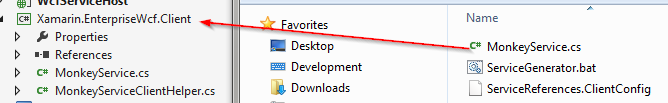 WcfServiceHost
Xamarin.EnterpriseWcf.Client
Properties
References
C# MonkeyService.cs
C# MonkeyServiceClientHelper.cs
Favorites
Desktop
Development
Downloads
Name
MonkeyService.cs
ServiceGenerator.bat
ServiceReferences.ClientConfig